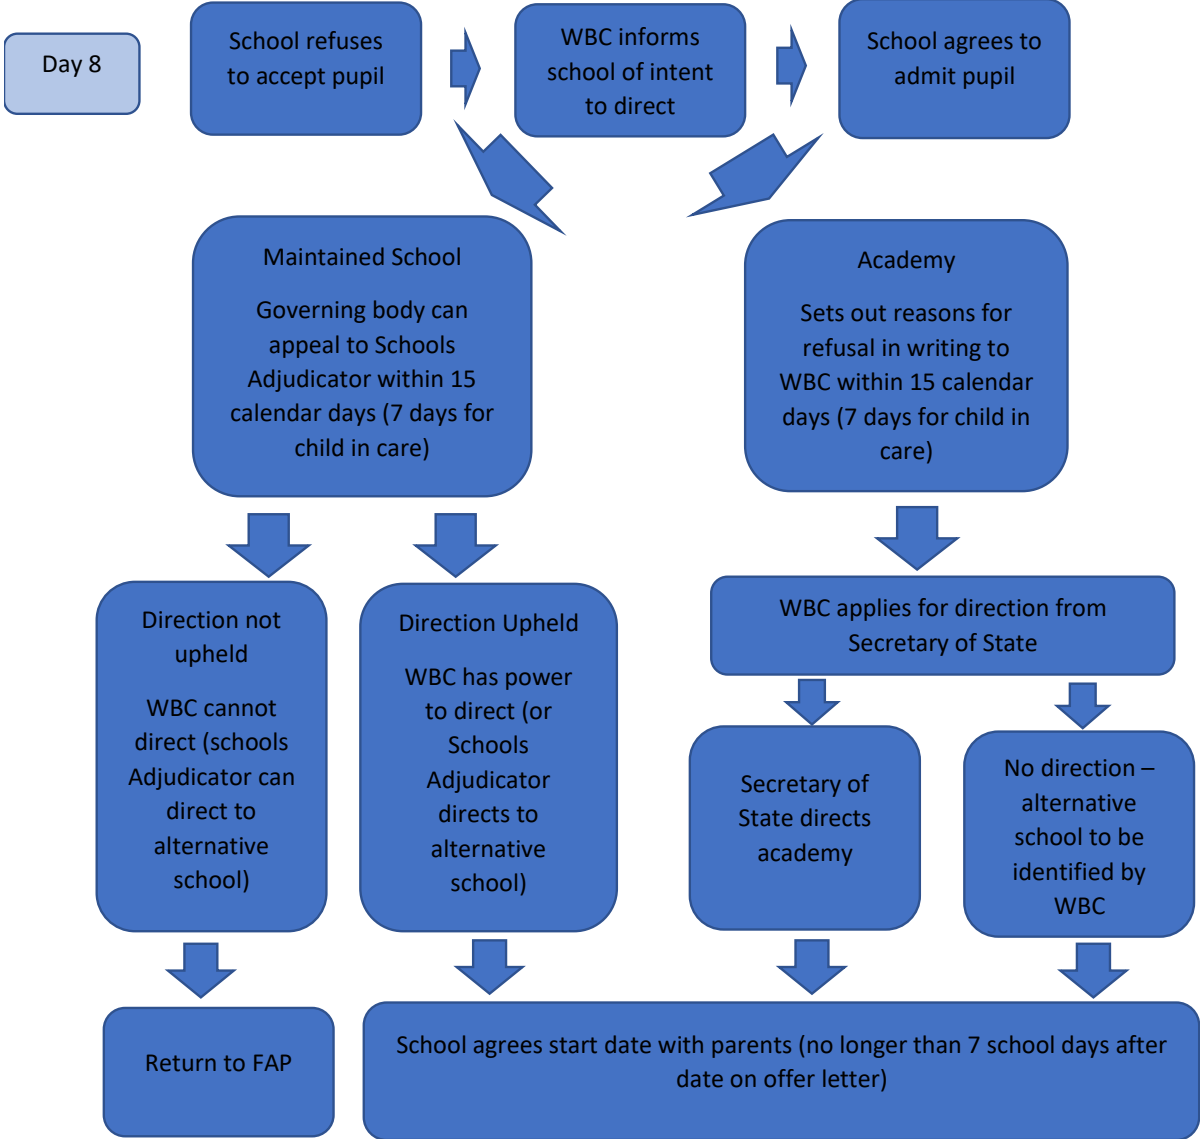 Day 8
School refuses
to accept pupil
WBC informs
school of intent
to direct
School agrees to
admit pupil
Maintained School
Governing body can
appeal to Schools
Adjudicator within 15
calendar days (7 days for
child in care)
Academy
Sets out reasons for
refusal in writing to
WBC within 15 calendar
days (7 days for child in
care)
Direction not
upheld
WBC cannot
direct (schools
Adjudicator can
direct to
alternative
school)
Direction Upheld
WBC has power
to direct (or
Schools
Adjudicator
directs to
alternative
school)
WBC applies for direction from
Secretary of State
Secretary of
State directs
academy
No direction –
alternative
school to be
identified by
WBC
Return to FAP
School agrees start date with parents (no longer than 7 school days after
date on offer letter)